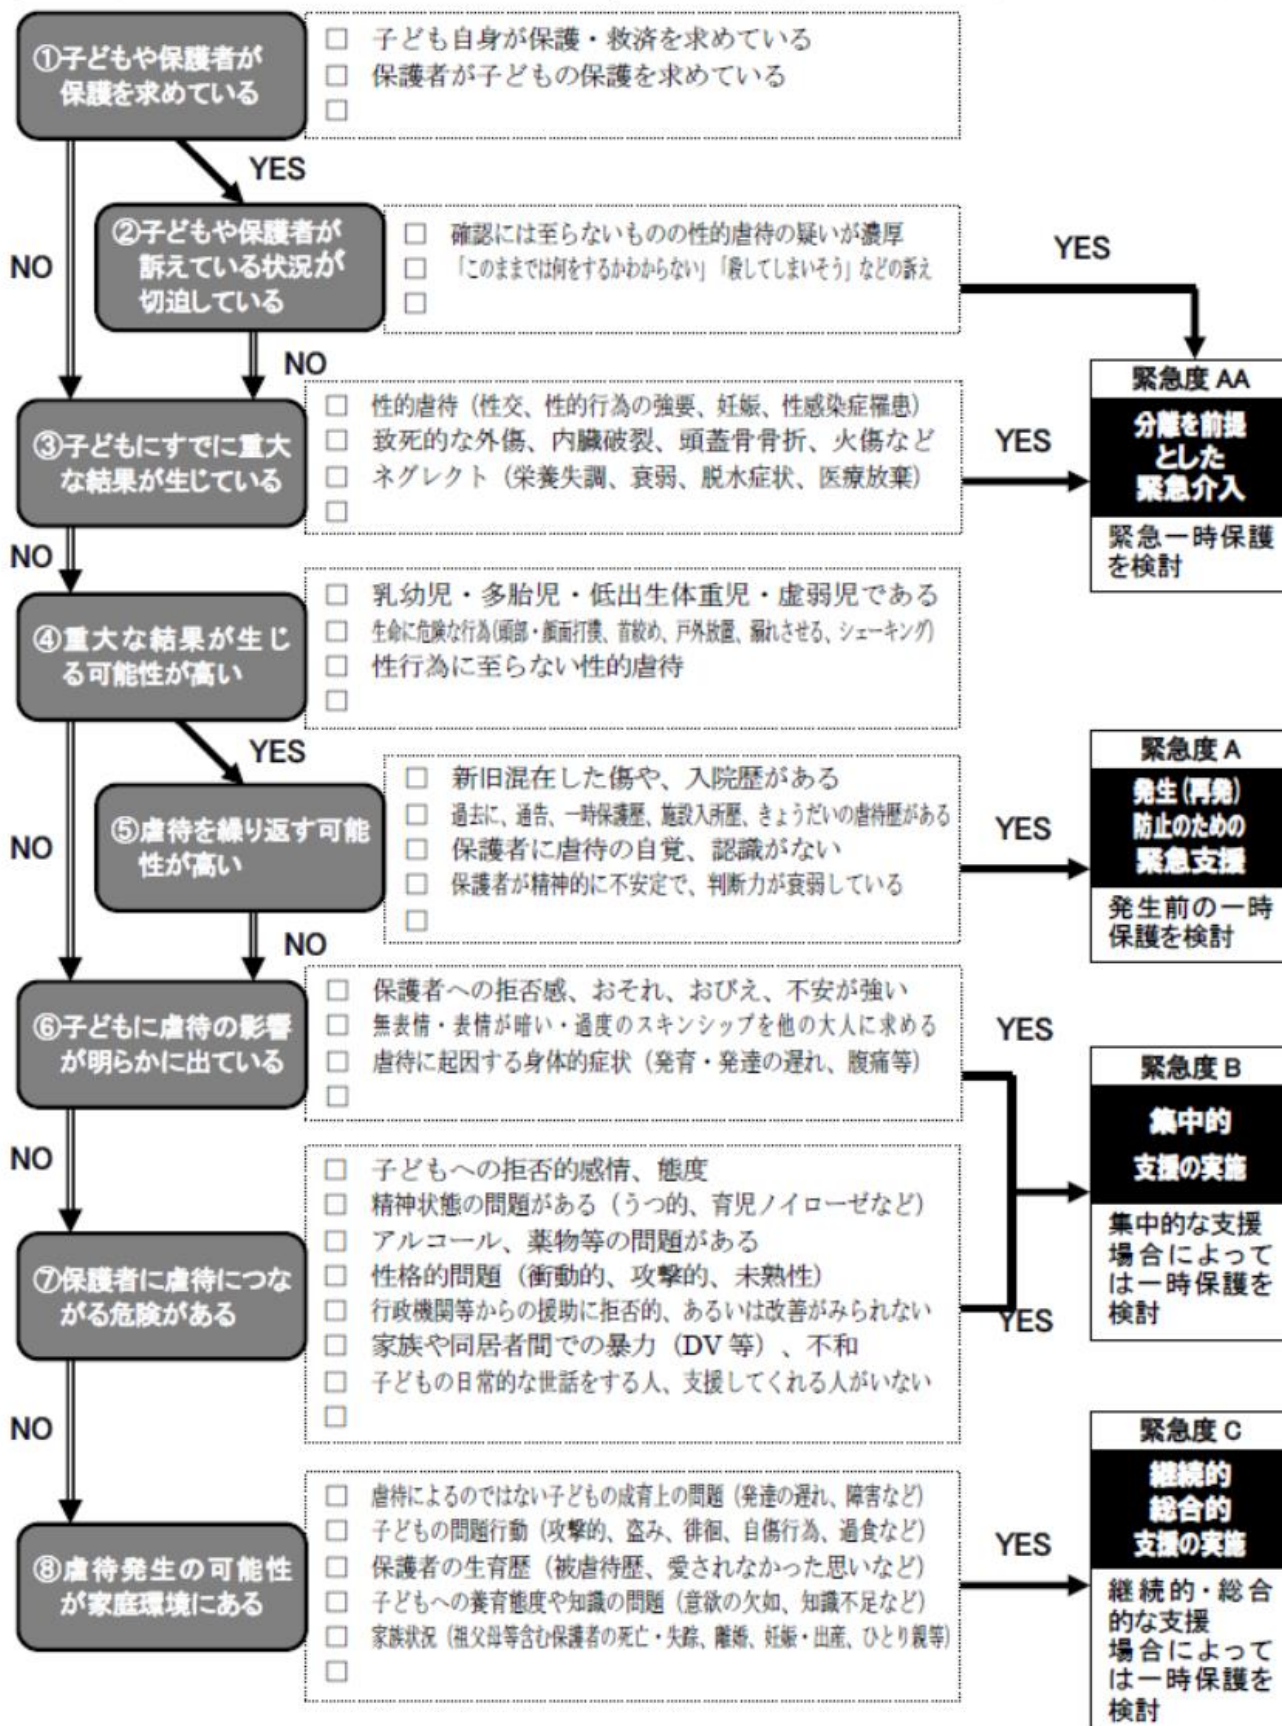 ①子どもや保護者が
保護を求めている
□ 子ども自身が保護・救済を求めている
□ 保護者が子どもの保護を求めている
□
YES
NO
②子どもや保護者が
訴えている状況が
切迫している
□ 確認には至らないものの性的虐待の疑いが濃厚
□ 「このままでは何をするかわからない」「殺してしまいそう」などの訴え
□
YES
NO
③子どもにすでに重大
な結果が生じている
□ 性的虐待（性交、性的行為の強要、妊娠、性感染症罹患）
□ 致死的な外傷、内臓破裂、頭蓋骨骨折、火傷など
□ ネグレクト（栄養失調、衰弱、脱水症状、医療放棄）
□
YES
緊急度 AA
分離を前提
とした
緊急介入
緊急一時保護
を検討
NO
④重大な結果が生じ
る可能性が高い
□ 乳幼児・多胎児・低出生体重児・虚弱児である
□ 生命に危険な行為(頭部・顔面打撲、首絞め、戸外放置、溺れさせる、シェーキング)
□ 性行為に至らない性的虐待
□
YES
NO
⑤虐待を繰り返す可能
性が高い
□ 新旧混在した傷や、入院歴がある
□ 過去に、通告、一時保護歴、施設入所歴、きょうだいの虐待歴がある
□ 保護者に虐待の自覚、認識がない
□ 保護者が精神的に不安定で、判断力が衰弱している
□
YES
緊急度 A
発生(再発)
防止のための
緊急支援
発生前の一時
保護を検討
NO
⑥子どもに虐待の影響
が明らかに出ている
□ 保護者への拒否感、おそれ、おびえ、不安が強い
□ 無表情・表情が暗い・過度のスキンシップを他の大人に求める
□ 虐待に起因する身体的症状（発育・発達の遅れ、腹痛等）
□
YES
緊急度 B
集中的
支援の実施
集中的な支援
場合によって
は一時保護を
検討
NO
⑦保護者に虐待につな
がる危険がある
□ 子どもへの拒否的感情、態度
□ 精神状態の問題がある（うつ的、育児ノイローゼなど）
□ アルコール、薬物等の問題がある
□ 性格的問題（衝動的、攻撃的、未熟性）
□ 行政機関等からの援助に拒否的、あるいは改善がみられない
□ 家族や同居者間での暴力（DV 等）、不和
□ 子どもの日常的な世話をする人、支援してくれる人がいない
□
YES
NO
⑧虐待発生の可能性
が家庭環境にある
□ 虐待によるのではない子どもの成育上の問題（発達の遅れ、障害など）
□ 子どもの問題行動（攻撃的、盗み、徘徊、自傷行為、過食など）
□ 保護者の生育歴（被虐待歴、愛されなかった思いなど）
□ 子どもへの養育態度や知識の問題（意欲の欠如、知識不足など）
□ 家族状況（祖父母等含む保護者の死亡・失踪、離婚、妊娠・出産、ひとり親等）
□
YES
緊急度 C
継続的
総合的
支援の実施
継続的・総合
的な支援
場合によって
は一時保護を
検討